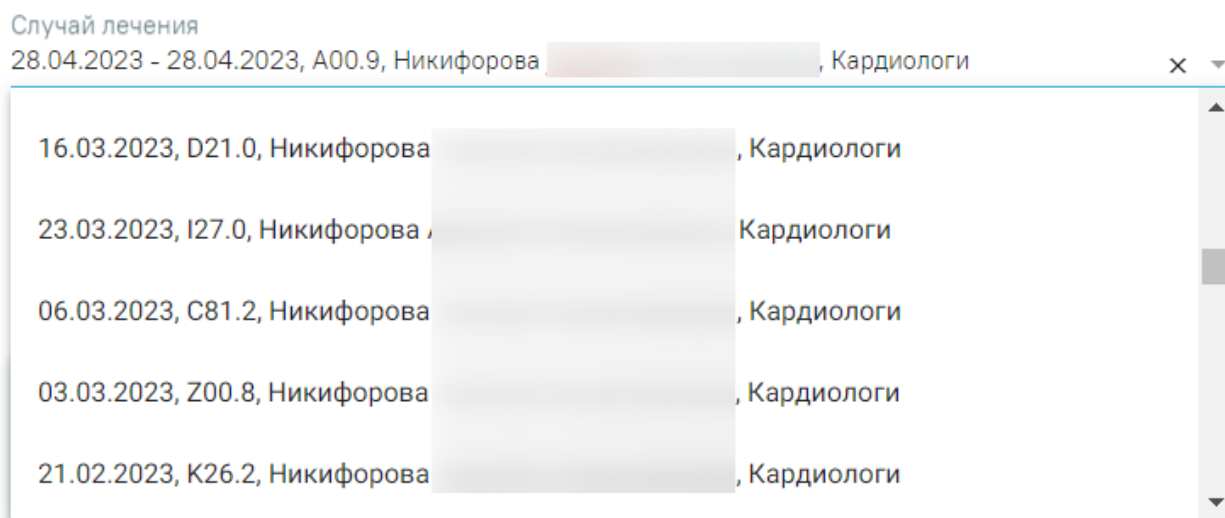 Случай лечения
28.04.2023 - 28.04.2023, A00.9, Никифорова , Кардиологи
16.03.2023, D21.0, Никифорова , Кардиологи
23.03.2023, I27.0, Никифорова Кардиологи
06.03.2023, C81.2, Никифорова , Кардиологи
03.03.2023, Z00.8, Никифорова , Кардиологи
21.02.2023, K26.2, Никифорова , Кардиологи